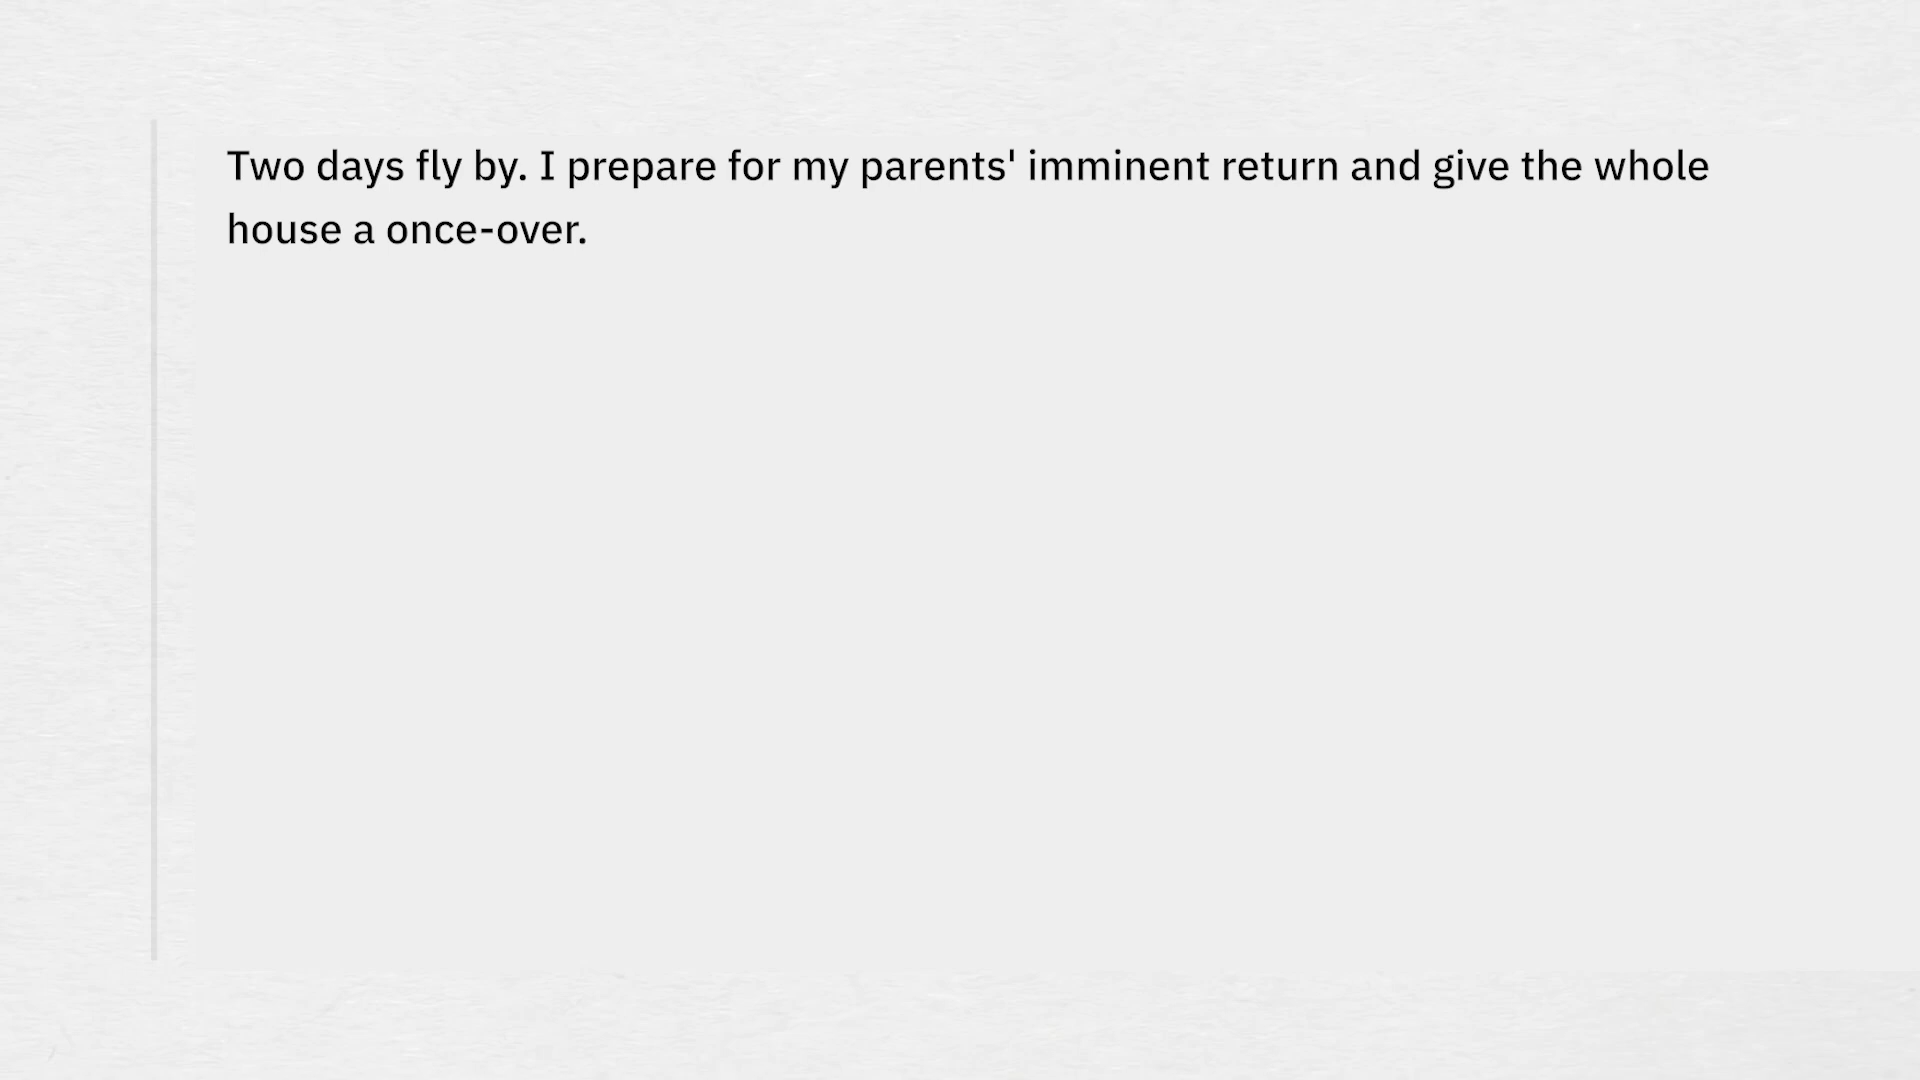 Two days fly by. I prepare for my parents' imminent return and give the whole
house a once-over.